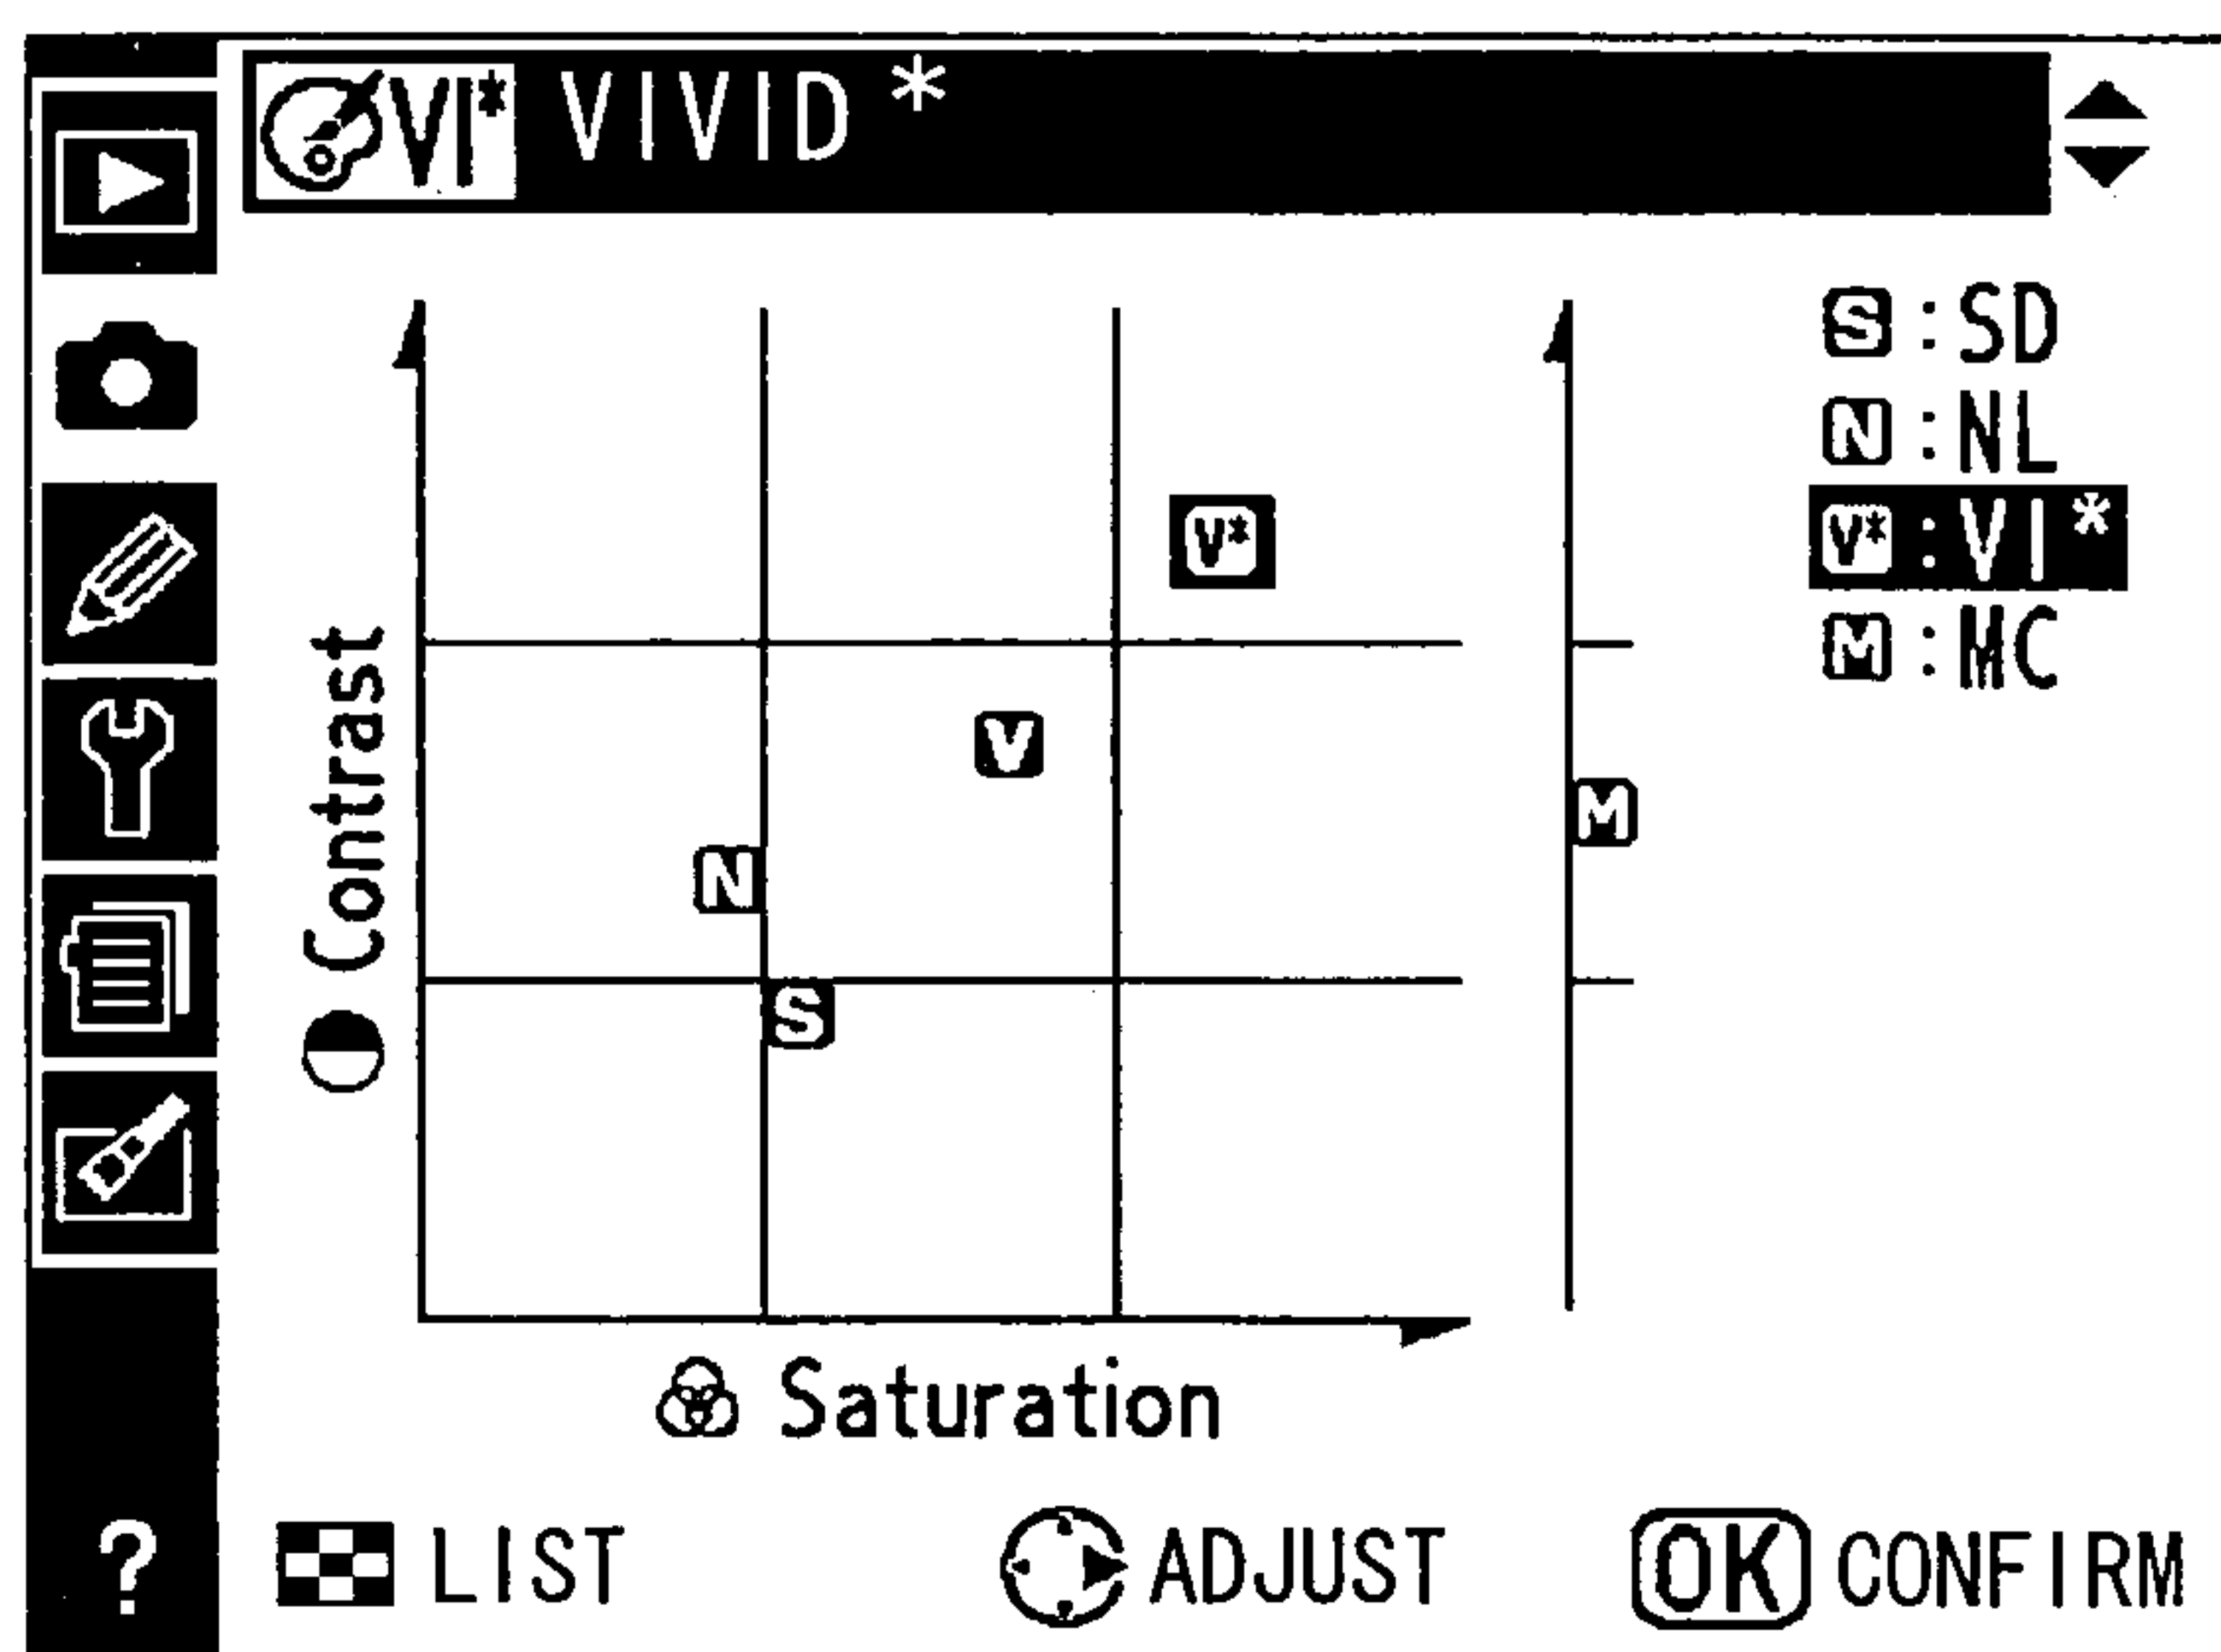 VI* VIVID*
S:SD
N:NL
V*:VI*
M:MC
Contrast
V*
V
M
N
S
Saturation
? LIST ADJUST OK CONFIRM